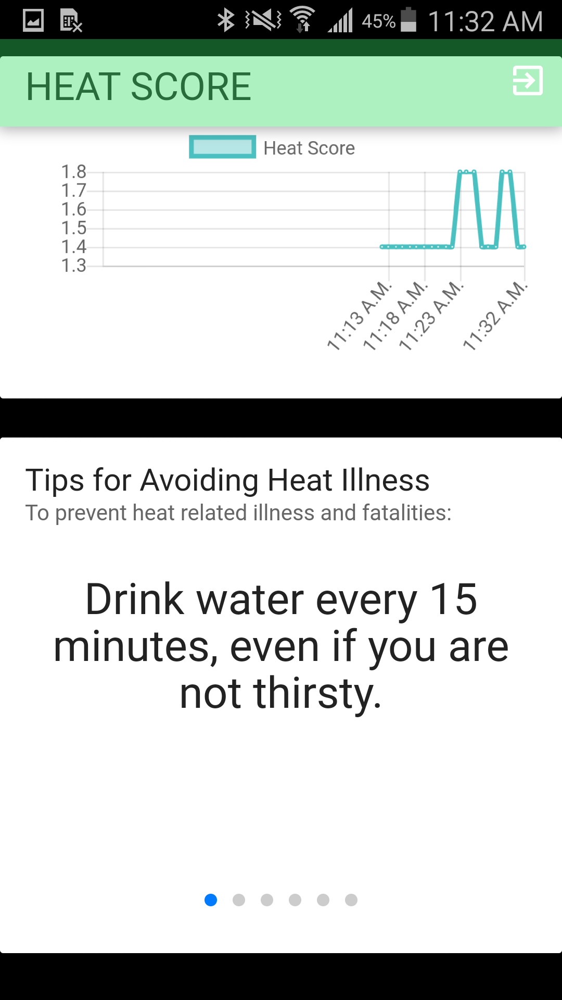 45% 11:32 AM
HEAT SCORE
Heat Score
1.8
1.7
1.6
1.5
1.4
1.3
11:13 A.M.
11:18 A.M.
11:23 A.M.
11:32 A.M.
Tips for Avoiding Heat Illness
To prevent heat related illness and fatalities:
Drink water every 15
minutes, even if you are
not thirsty.